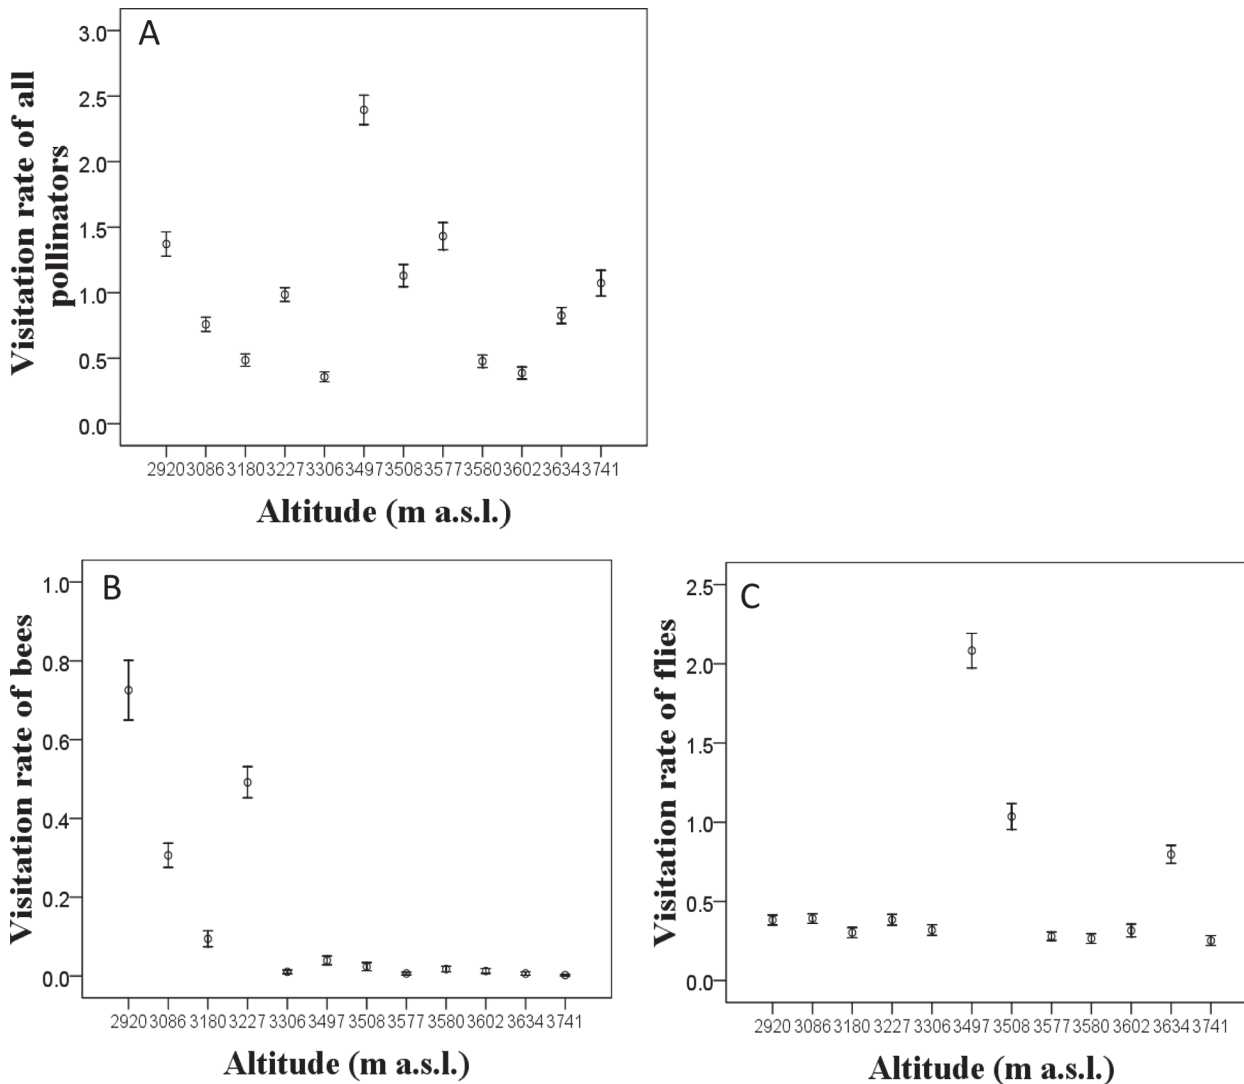 A
Visitation rate of all
pollinators
3.0
2.5
2.0
1.5
1.0
0.5
0.0
2920 3086 3180 3227 3306 3497 3508 3577 3580 3602 3634 3741
Altitude (m a.s.l.)
B
Visitation rate of bees
1.0
0.8
0.6
0.4
0.2
0.0
2920 3086 3180 3227 3306 3497 3508 3577 3580 3602 3634 3741
Altitude (m a.s.l.)
C
Visitation rate of flies
2.5
2.0
1.5
1.0
0.5
0.0
2920 3086 3180 3227 3306 3497 3508 3577 3580 3602 3634 3741
Altitude (m a.s.l.)